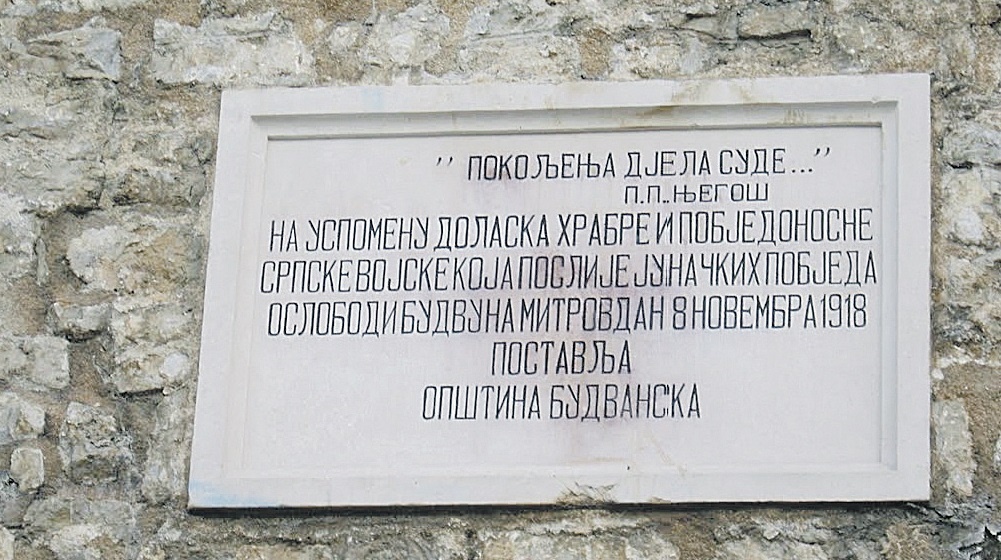 ,, ПОКОЉЕЊА ДЈЕЛА СУДЕ...,,
П.П..ЊЕГОШ
НА УСПОМЕНУ ДОЛАСКА ХРАБРЕ И ПОБЈЕДОНОСНЕ
СРПСКЕ ВОЈСКЕ КОЈА ПОСЛИЈЕ ЈУНАЧКИХ ПОБЈЕДА
ОСЛОБОДИ БУДВУ НА МИТРОВДАН 8 НОВЕМБРА 1918
ПОСТАВЉА
ОПШТИНА БУДВАНСКА